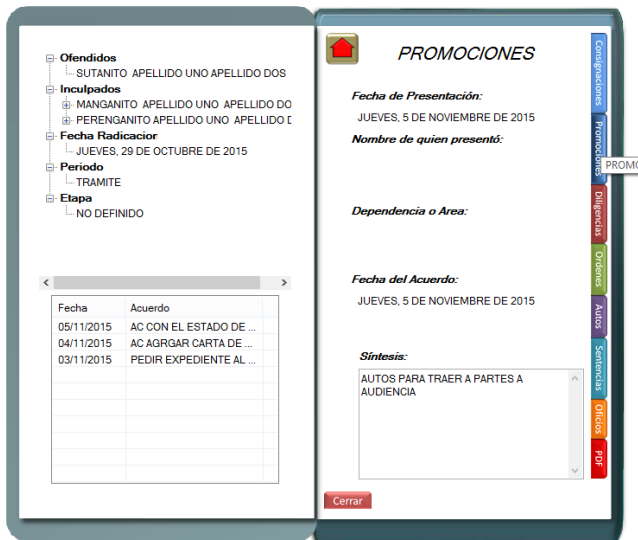 Ofendidos
SUTANITO APELLIDO UNO APELLIDO DOS
Inculpados
MANGANITO APELLIDO UNO APELLIDO DO
PERENGANITO APELLIDO UNO APELLIDO D
Fecha Radicacior
JUEVES, 29 DE OCTUBRE DE 2015
Periodo
TRAMITE
Etapa
NO DEFINIDO
Fecha Acuerdo
05/11/2015 AC CON EL ESTADO DE ...
04/11/2015 AC AGRGAR CARTA DE ...
03/11/2015 PEDIR EXPEDIENTE AL ...
PROMOCIONES
Fecha de Presentación:
JUEVES, 5 DE NOVIEMBRE DE 2015
Nombre de quien presentó:
Dependencia o Area:
Fecha del Acuerdo:
JUEVES, 5 DE NOVIEMBRE DE 2015
Síntesis:
AUTOS PARA TRAER A PARTES A
AUDIENCIA
Cerrar
Consignaciones
Promociones
PROMO
Diligencias
Ordenes
Autos
Sentencias
Oficios
PDF